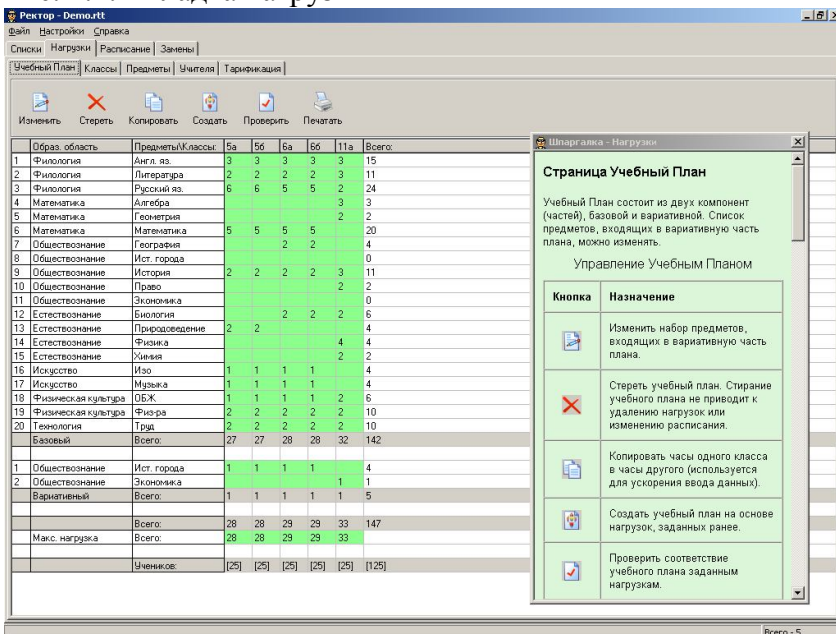 Ректор - Demo.rtt
Файл Настройки Справка
Списки Нагрузки Расписание Замены
Учебный План Классы Предметы Учителя Тарификация
Изменить Стереть Копировать Создать Проверить Печатать
Образ. область Предметы\Классы: 5а 5б 6а 6б 11а Всего:
1 Филология Англ. яз. 3 3 3 3 3 15
2 Филология Литература 2 2 2 2 3 11
3 Филология Русский яз. 6 6 5 5 2 24
4 Математика Алгебра 3 3
5 Математика Геометрия 2 2
6 Математика Математика 5 5 5 5 20
7 Обществознание География 2 2 4
8 Обществознание Ист. города 0
9 Обществознание История 2 2 2 2 3 11
10 Обществознание Право 2 2
11 Обществознание Экономика 0
12 Естествознание Биология 2 2 2 6
13 Естествознание Природоведение 2 2 4
14 Естествознание Физика 4 4
15 Естествознание Химия 2 2
16 Искусство Изо 1 1 1 1 4
17 Искусство Музыка 1 1 1 1 4
18 Физическая культура ОБЖ 1 1 1 1 2 6
19 Физическая культура Физ-ра 2 2 2 2 2 10
20 Технология Труд 2 2 2 2 2 10
Базовый Всего: 27 27 28 28 32 142
1 Обществознание Ист. города 1 1 1 1 4
2 Обществознание Экономика 1 1
Вариативный Всего: 1 1 1 1 1 5
Всего: 28 28 29 29 33 147
Макс. нагрузка Всего: 28 28 29 29 33
Учеников: [25] [25] [25] [25] [25] [125]
Шпаргалка - Нагрузки
Страница Учебный План
Учебный План состоит из двух компонент
(частей), базовой и вариативной. Список
предметов, входящих в вариативную часть
плана, можно изменять.
Управление Учебным Планом
Кнопка Назначение
Изменить набор предметов,
входящих в вариативную часть
плана.
Стереть учебный план. Стирание
учебного плана не приводит к
удалению нагрузок или
изменению расписания.
Копировать часы одного класса
в часы другого (используется
для ускорения ввода данных).
Создать учебный план на основе
нагрузок, заданных ранее.
Проверить соответствие
учебного плана заданным
нагрузкам.
Всего - 5